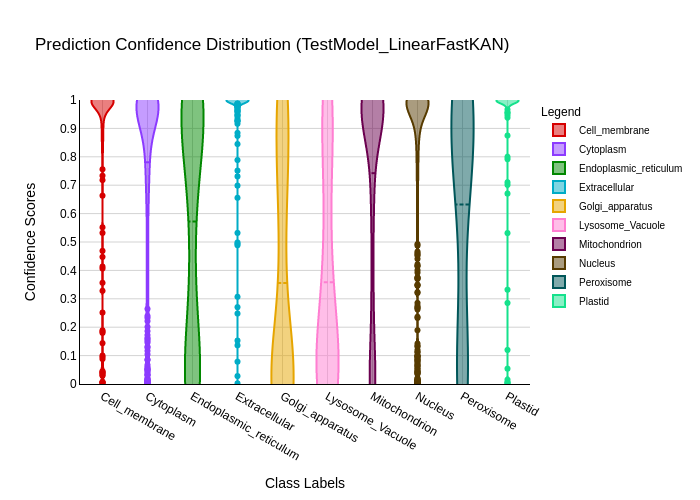 Prediction Confidence Distribution (TestModel_LinearFastKAN)
Confidence Scores
1
0.9
0.8
0.7
0.6
0.5
0.4
0.3
0.2
0.1
0
Cell_membrane
Cytoplasm
Endoplasmic_reticulum
Extracellular
Golgi_apparatus
Lysosome_Vacuole
Mitochondrion
Nucleus
Peroxisome
Plastid
Class Labels
Legend
Cell_membrane
Cytoplasm
Endoplasmic_reticulum
Extracellular
Golgi_apparatus
Lysosome_Vacuole
Mitochondrion
Nucleus
Peroxisome
Plastid